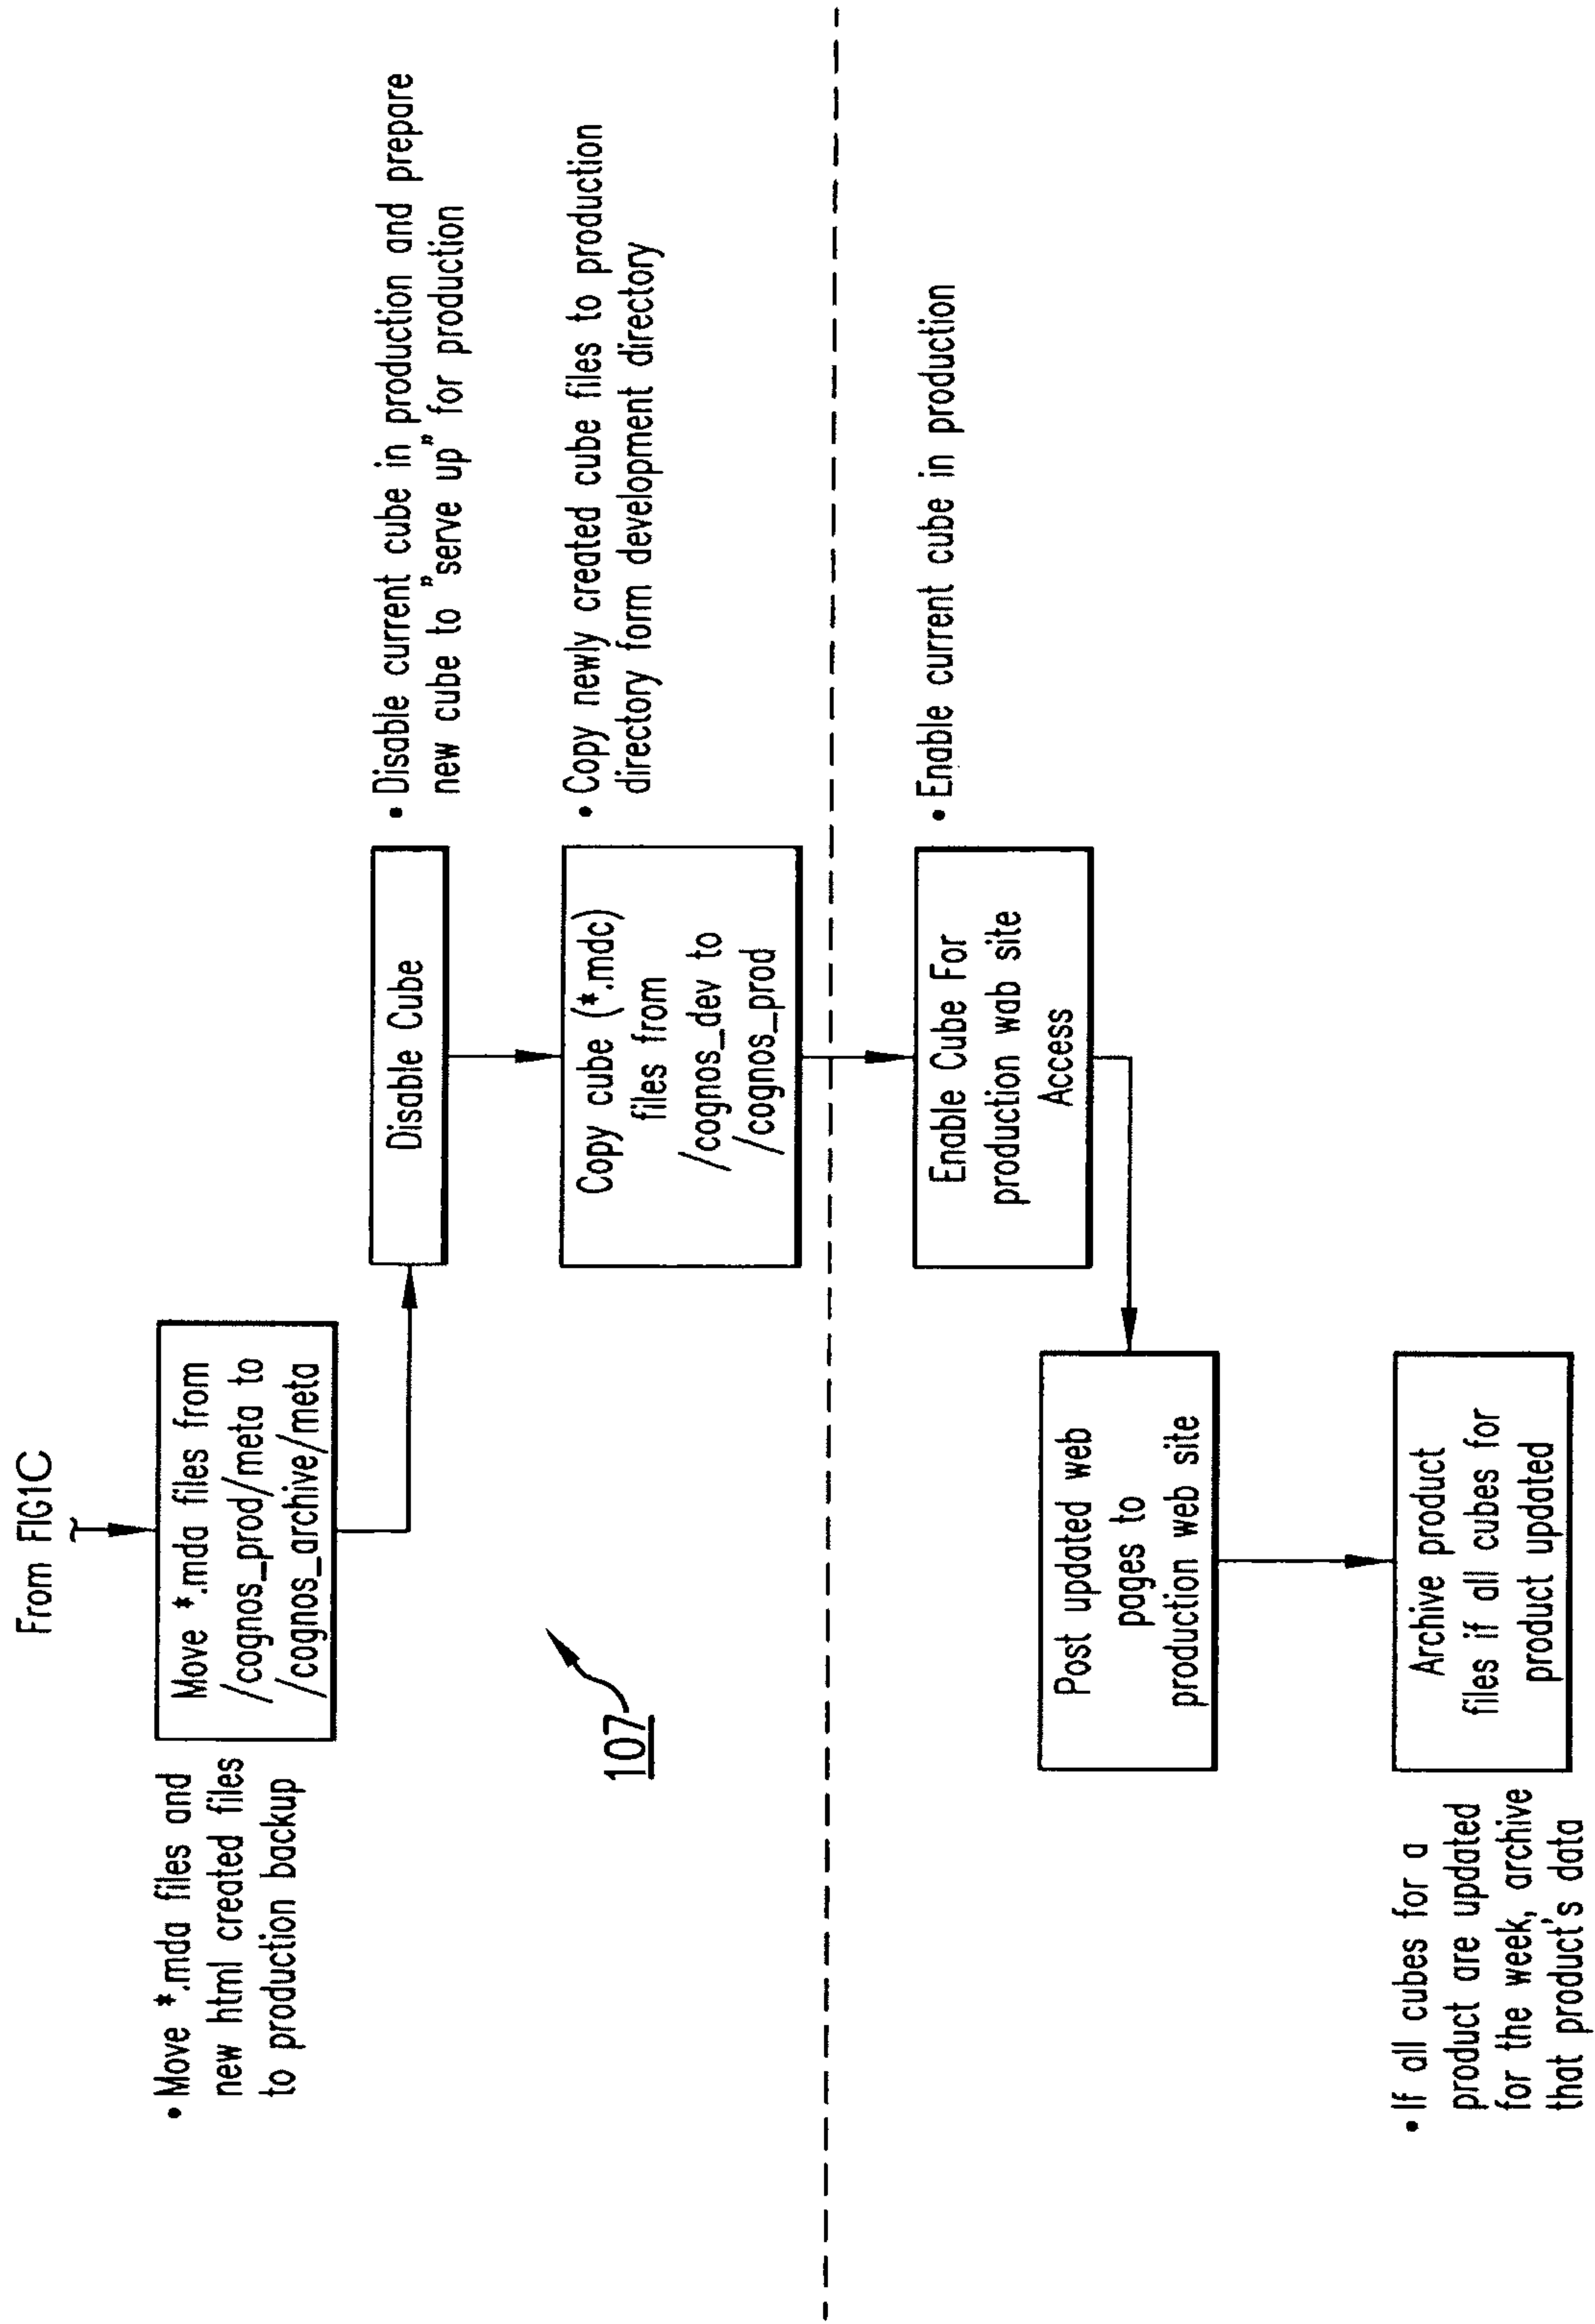 From FIG1C
• Move *.mda files and
new html created files
to production backup
Move *.mda files from
/cognos_prod/meta to
/cognos_archive/meta
Disable Cube
• Disable current cube in production and prepare
new cube to "serve up" for production
Copy cube (*.mdc)
files from
/cognos_dev to
/cognos_prod
• Copy newly created cube files to production
directory form development directory
107
Enable Cube For
production wab site
Access
• Enable current cube in production
Post updated web
pages to
production web site
• If all cubes for a
product are updated
for the week, archive
that product's data
Archive product
files if all cubes for
product updated